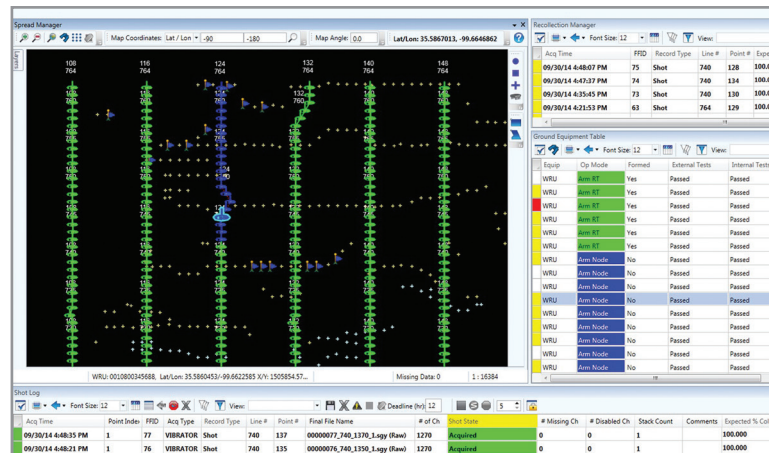 Spread Manager
Map Coordinates: Lat / Lon -90 -180 Map Angle: 0.0 Lat/Lon: 35.5867013, -99.6646862
Layers
108 116 124 132 140 148
764 764 764 764 764 764
132
760
WRU: 0010800345688, Lat/Lon: 35.5860453/-99.6622585 X/Y: 1505854.57... Missing Data: 0 1 : 16384
Recollection Manager
Font Size: 12 View:
Acq Time FFID Record Type Line # Point # Expe
09/30/14 4:48:07 PM 75 Shot 740 128 100.0
09/30/14 4:47:37 PM 74 Shot 740 134 100.0
09/30/14 4:35:45 PM 73 Shot 740 130 100.0
09/30/14 4:21:53 PM 63 Shot 764 129 100.0
Ground Equipment Table
Font Size: 12 View:
Equip Op Mode Formed External Tests Internal Tests
WRU Arm RT Yes Passed Passed
WRU Arm RT Yes Passed Passed
WRU Arm RT Yes Passed Passed
WRU Arm RT Yes Passed Passed
WRU Arm RT Yes Passed Passed
WRU Arm RT Yes Passed Passed
WRU Arm Node No Passed Passed
WRU Arm Node No Passed Passed
WRU Arm Node No Passed Passed
WRU Arm Node No Passed Passed
WRU Arm Node No Passed Passed
WRU Arm Node No Passed Passed
WRU Arm Node No Passed Passed
WRU Arm Node No Passed Passed
WRU Arm Node No Passed Passed
Shot Log
Font Size: 12 View: Deadline (hr): 12 5
Acq Time Point Index FFID Acq Type Record Type Line # Point # Final File Name # of Ch Shot State # Missing Ch # Disabled Ch Stack Count Comments Expected % Col
09/30/14 4:48:35 PM 1 77 VIBRATOR Shot 740 137 00000077_740_1370_1.sgy (Raw) 1270 Acquired 0 0 1 100.000
09/30/14 4:48:21 PM 1 76 VIBRATOR Shot 740 135 00000076_740_1350_1.sgy (Raw) 1270 Acquired 0 0 1 100.000